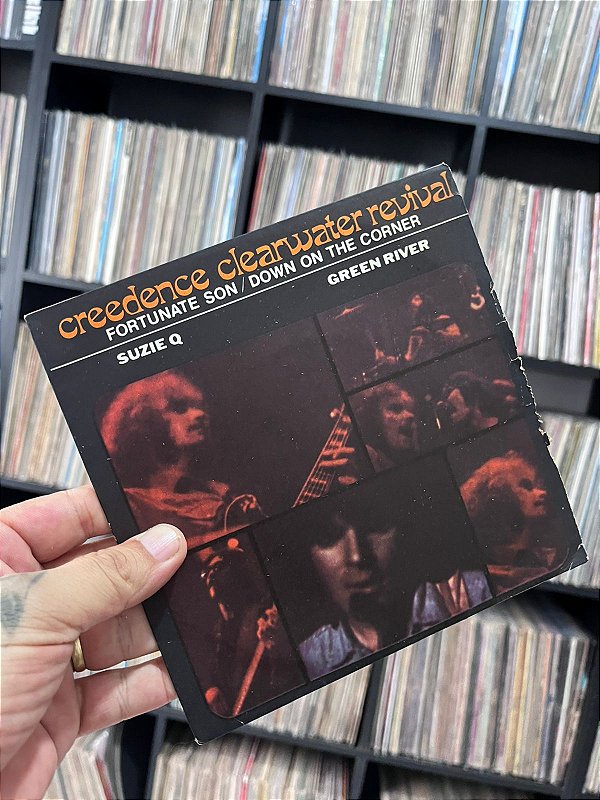 creedence clearwater revival
FORTUNATE SON / DOWN ON THE CORNER
SUZIE Q
GREEN RIVER